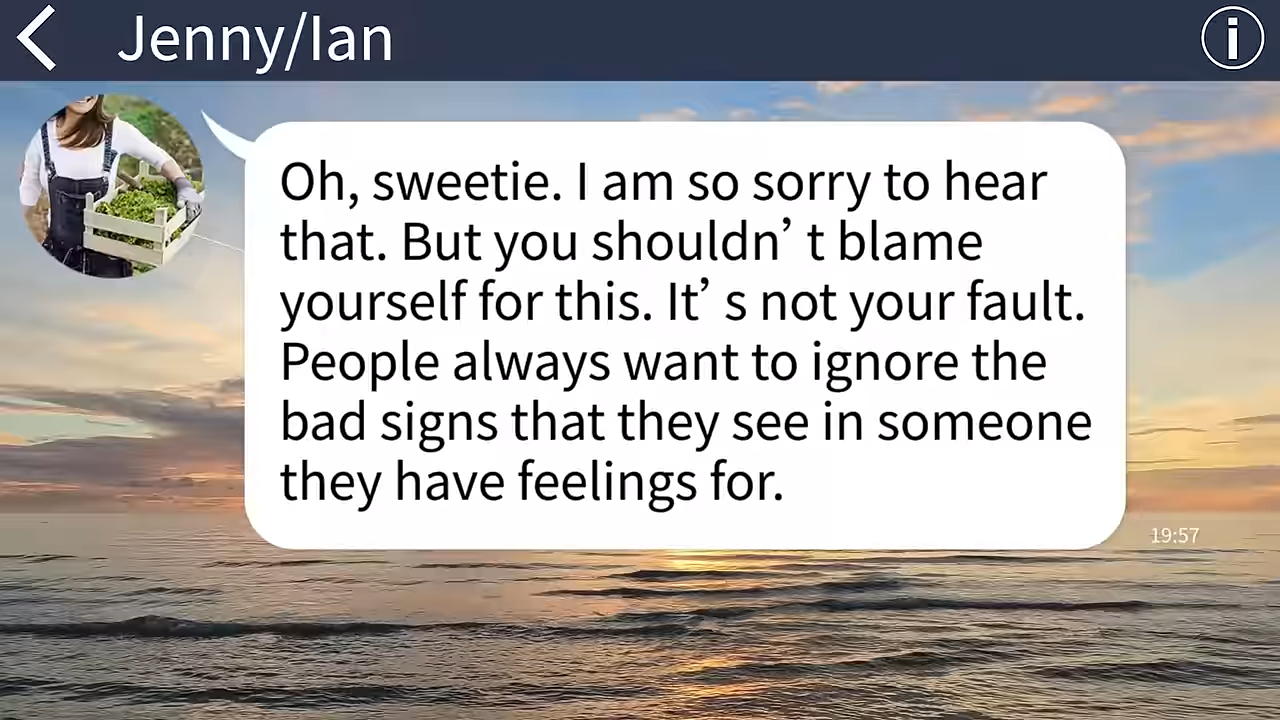 Jenny/Ian
i
Oh, sweetie. I am so sorry to hear
that. But you shouldn’ t blame
yourself for this. It’ s not your fault.
People always want to ignore the
bad signs that they see in someone
they have feelings for.
19:57